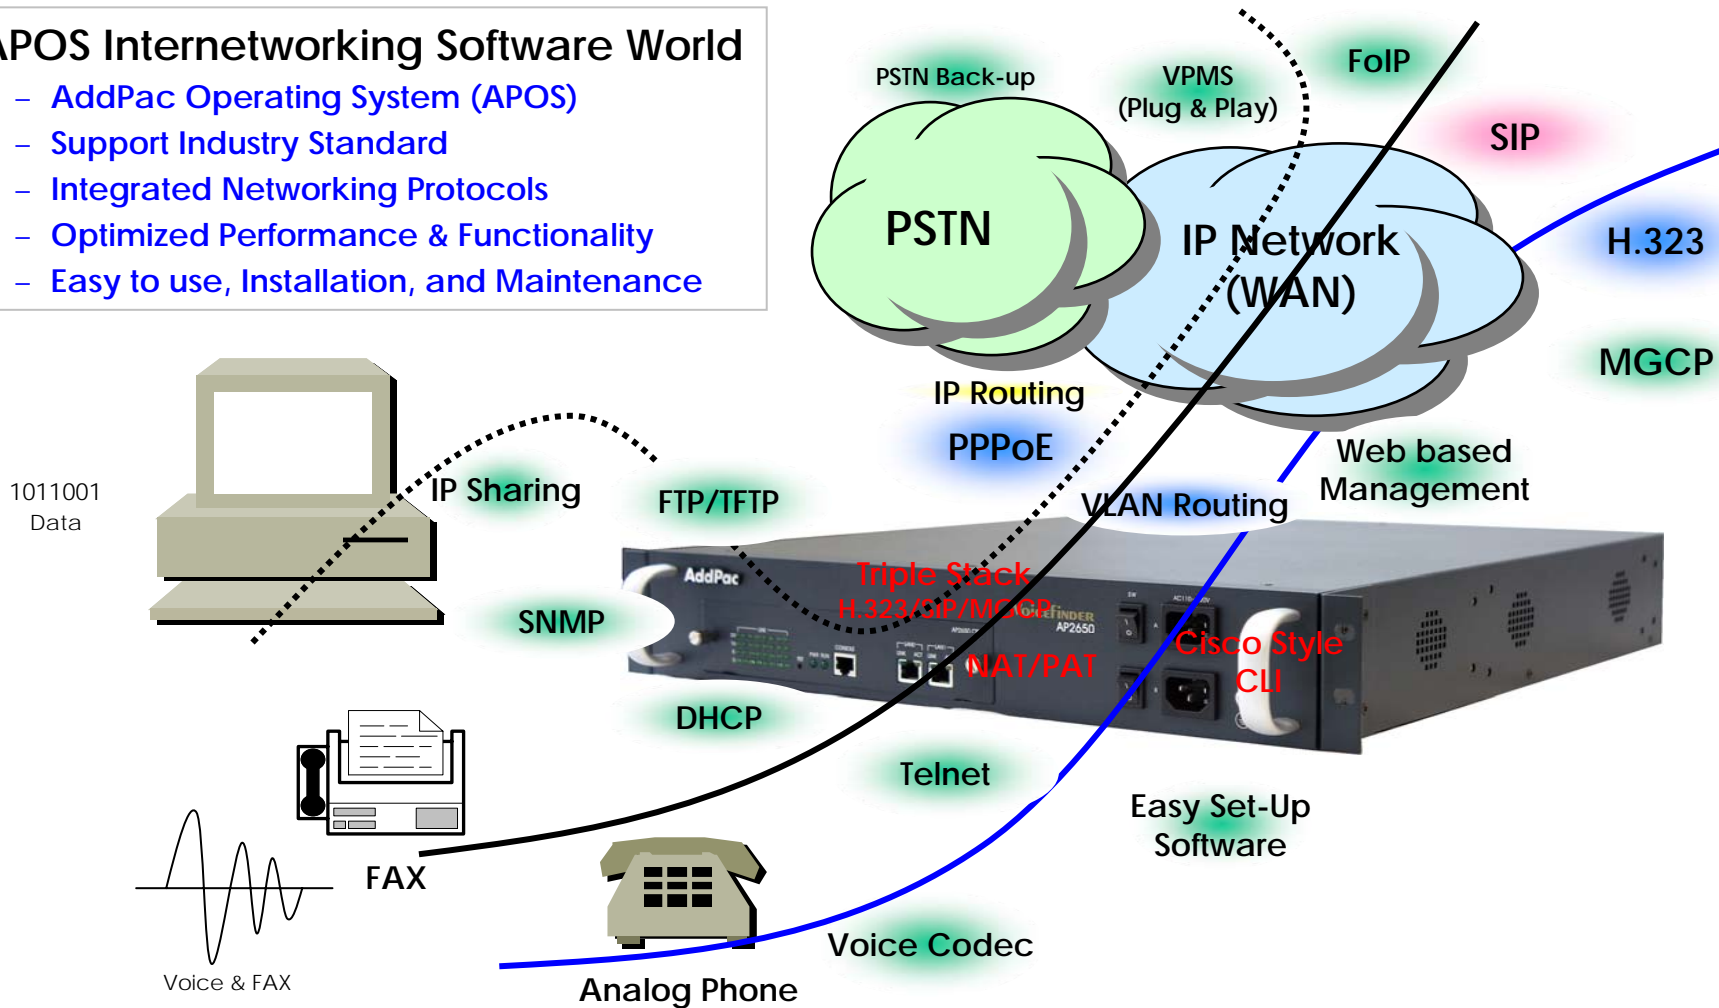 APOS Internetworking Software World
– AddPac Operating System (APOS)
– Support Industry Standard
– Integrated Networking Protocols
– Optimized Performance & Functionality
– Easy to use, Installation, and Maintenance
PSTN Back-up
VPMS
(Plug & Play)
FoIP
SIP
PSTN
IP Network
(WAN)
H.323
MGCP
IP Routing
PPPoE
Web based
Management
1011001
Data
IP Sharing
FTP/TFTP
VLAN Routing
AddPac
Triple Stack
H.323/SIP/MGCP
VoiceFinder
AP2650
SW
CONSOLE
NAT/PAT
Cisco Style
CLI
SNMP
DHCP
Telnet
Easy Set-Up
Software
FAX
Voice & FAX
Voice Codec
Analog Phone